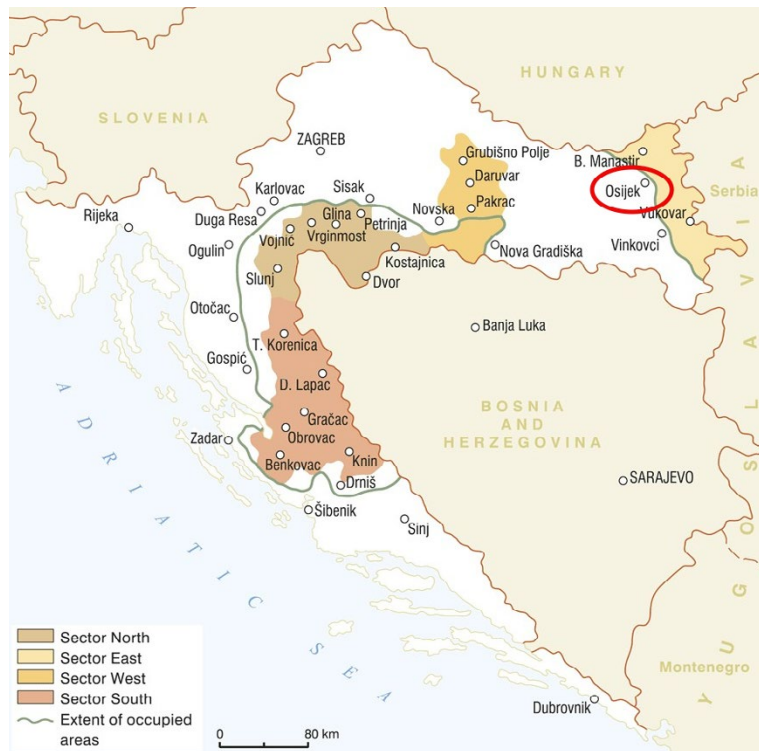 HUNGARY
SLOVENIA
ZAGREB
Grubišno Polje
B. Manastir
Daruvar
Osijek
Serbia
Karlovac
Sisak
Pakrac
Rijeka
Duga Resa
Glina
Petrinja
Novska
Vukovar
Vojnić
Vrginmost
Vinkovci
Ogulin
Kostajnica
Nova Gradiška
Slunj
Dvor
Otočac
Banja Luka
T. Korenica
Gospić
D. Lapac
BOSNIA
AND
HERZEGOVINA
Gračac
Zadar
Obrovac
Benkovac
Knin
Drniš
SARAJEVO
Šibenik
Sinj
ADRIATIC SEA
YUGOSLAVIA
Sector North
Sector East
Sector West
Sector South
Extent of occupied
areas
0 80 km
Montenegro
Dubrovnik